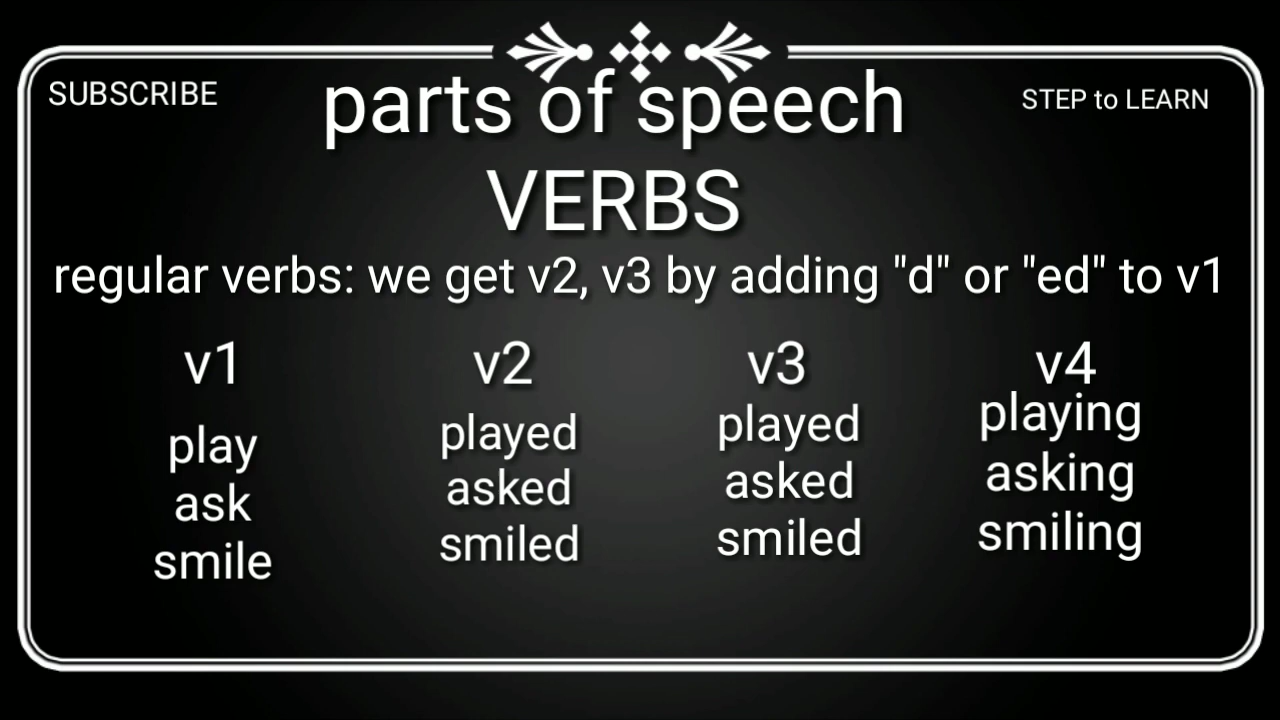 SUBSCRIBE
STEP to LEARN
parts of speech
VERBS
regular verbs: we get v2, v3 by adding "d" or "ed" to v1
v1 v2 v3 v4
play played played playing
ask asked asked asking
smile smiled smiled smiling